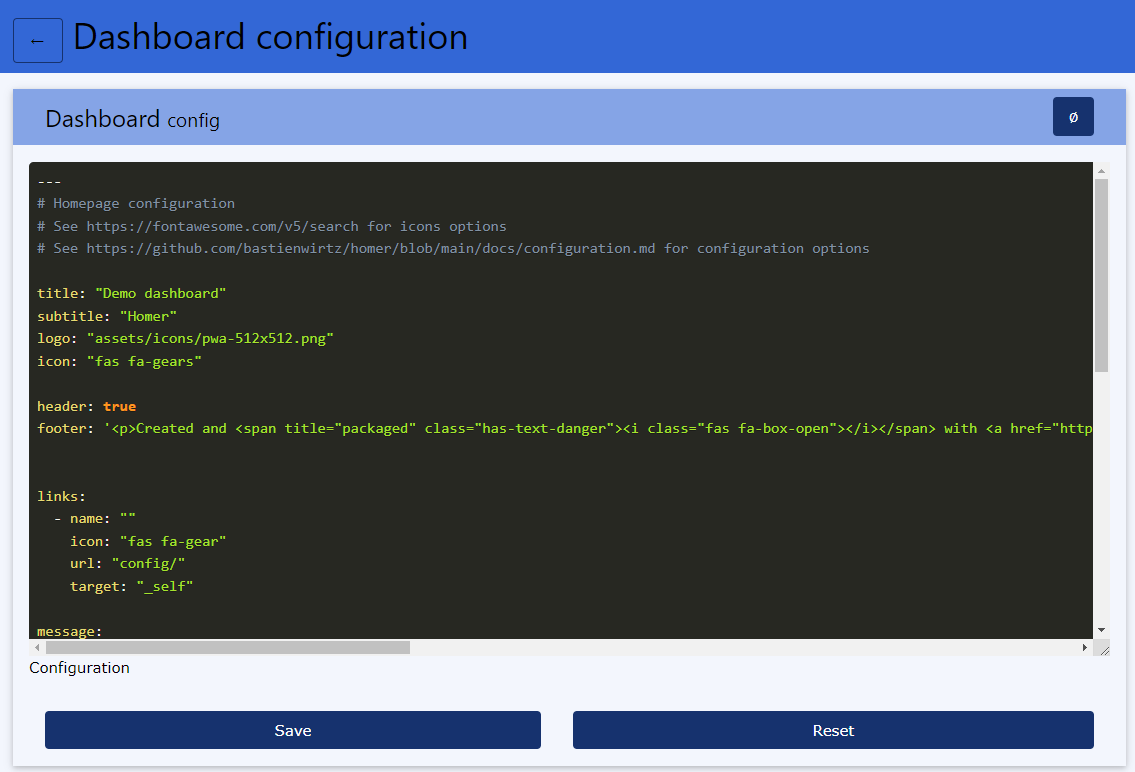 ← Dashboard configuration
Dashboard config ø
---
# Homepage configuration
# See https://fontawesome.com/v5/search for icons options
# See https://github.com/bastienwirtz/homer/blob/main/docs/configuration.md for configuration options
title: "Demo dashboard"
subtitle: "Homer"
logo: "assets/icons/pwa-512x512.png"
icon: "fas fa-gears"
header: true
footer: '<p>Created and <span title="packaged" class="has-text-danger"><i class="fas fa-box-open"></i></span> with <a href="http
links:
  - name: ""
    icon: "fas fa-gear"
    url: "config/"
    target: "_self"
message:
Configuration
Save Reset